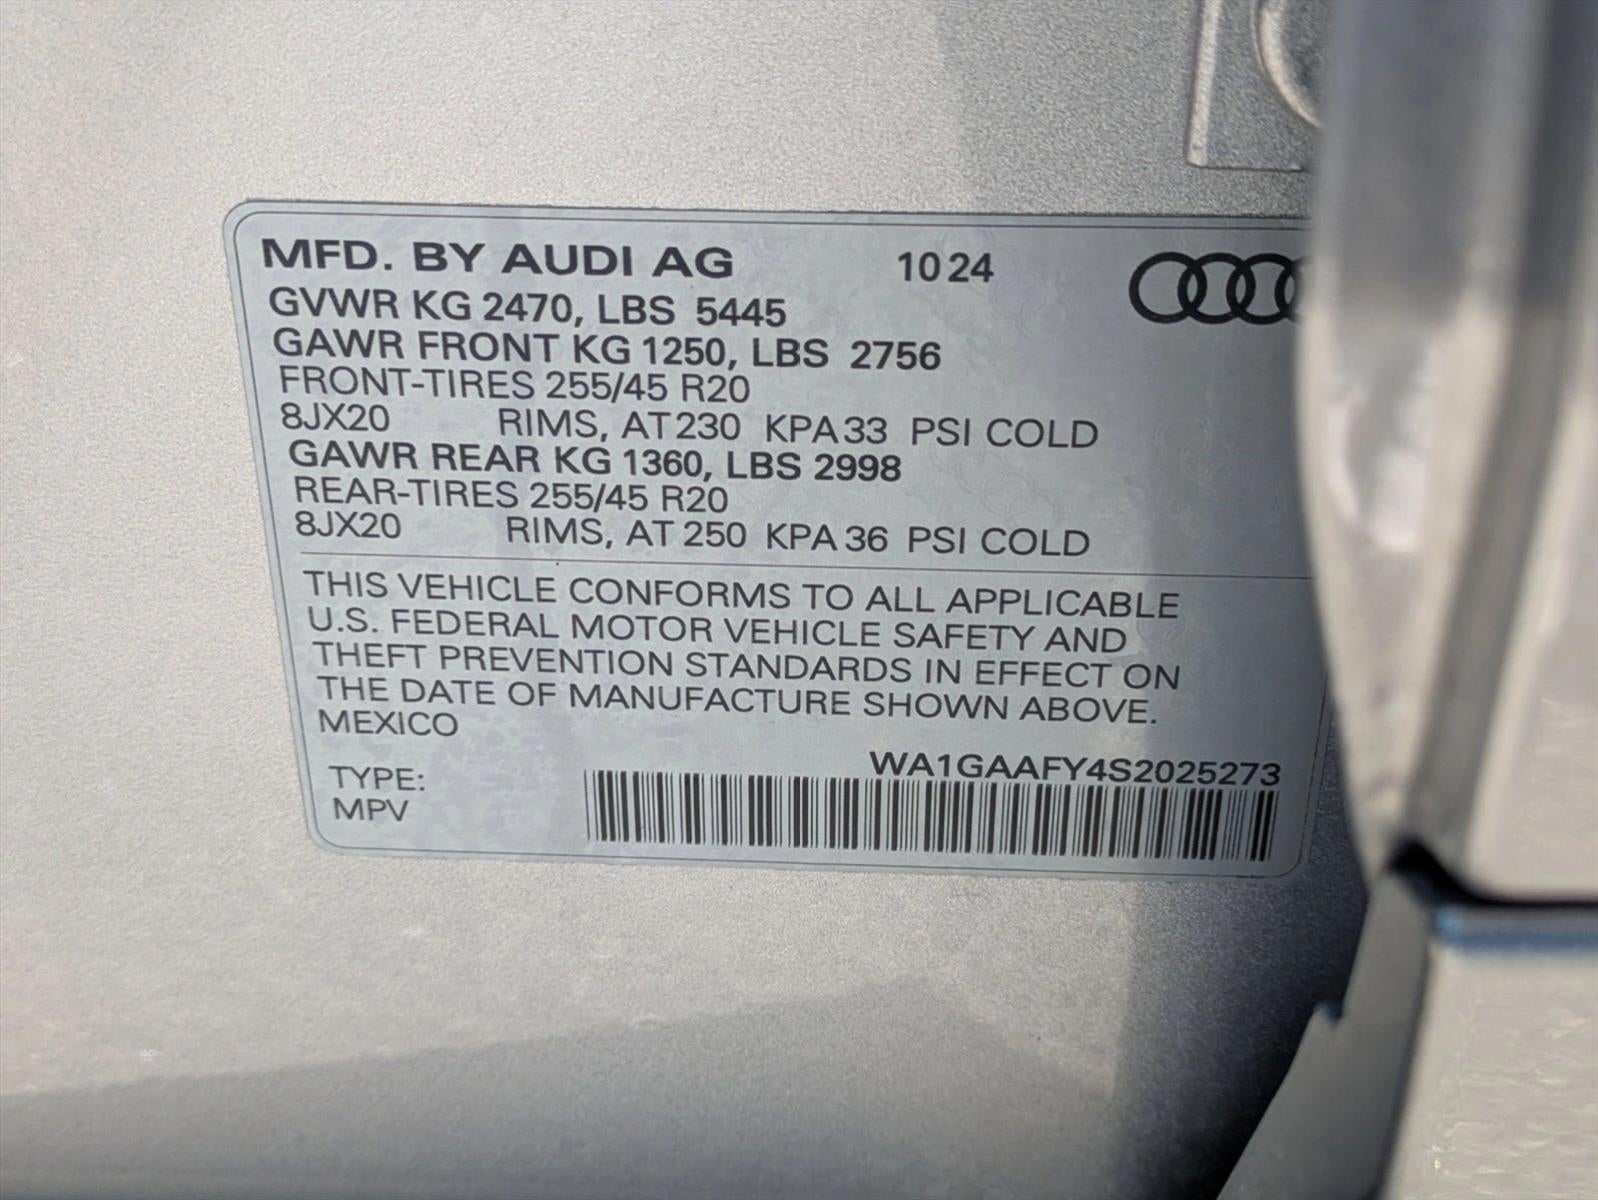 MFD. BY AUDI AG 10 24
GVWR KG 2470, LBS 5445
GAWR FRONT KG 1250, LBS 2756
FRONT-TIRES 255/45 R20
8JX20 RIMS, AT 230 KPA 33 PSI COLD
GAWR REAR KG 1360, LBS 2998
REAR-TIRES 255/45 R20
8JX20 RIMS, AT 250 KPA 36 PSI COLD
THIS VEHICLE CONFORMS TO ALL APPLICABLE
U.S. FEDERAL MOTOR VEHICLE SAFETY AND
THEFT PREVENTION STANDARDS IN EFFECT ON
THE DATE OF MANUFACTURE SHOWN ABOVE.
MEXICO
WA1GAAFY4S2025273
TYPE:
MPV